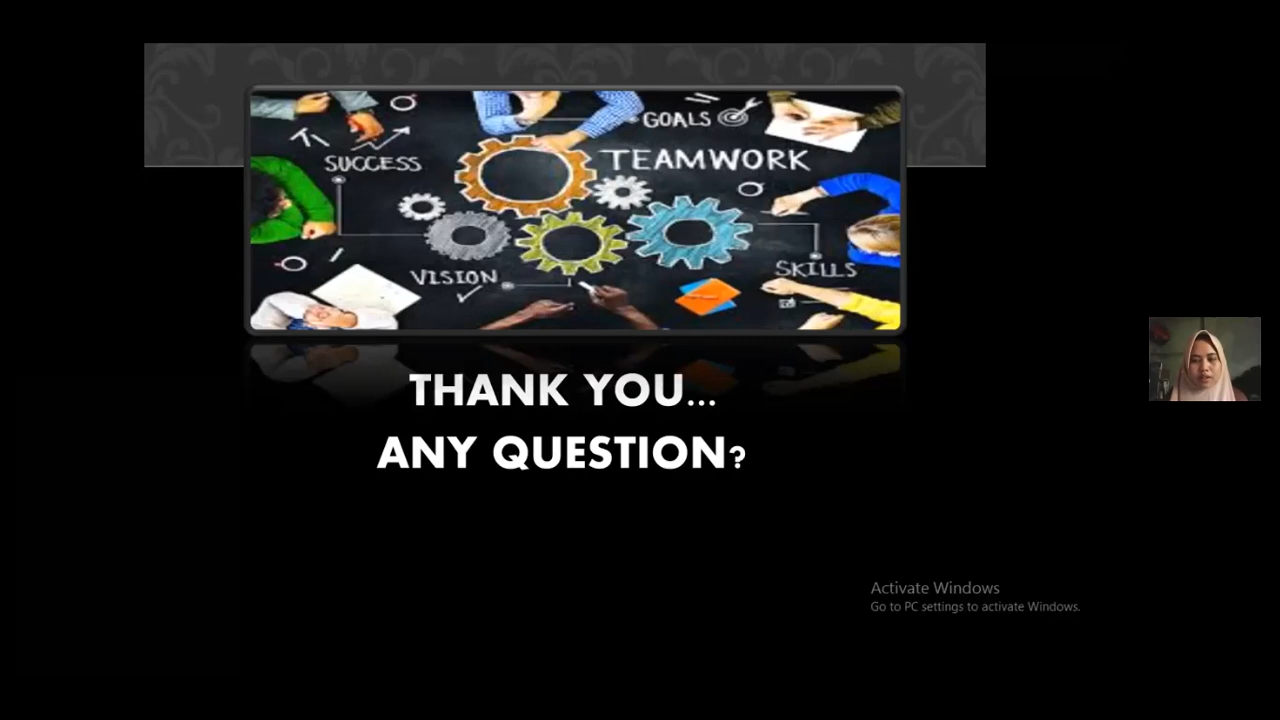 GOALS
TEAMWORK
SUCCESS
VISION
SKILLS
THANK YOU...
ANY QUESTION?
Activate Windows
Go to PC settings to activate Windows.